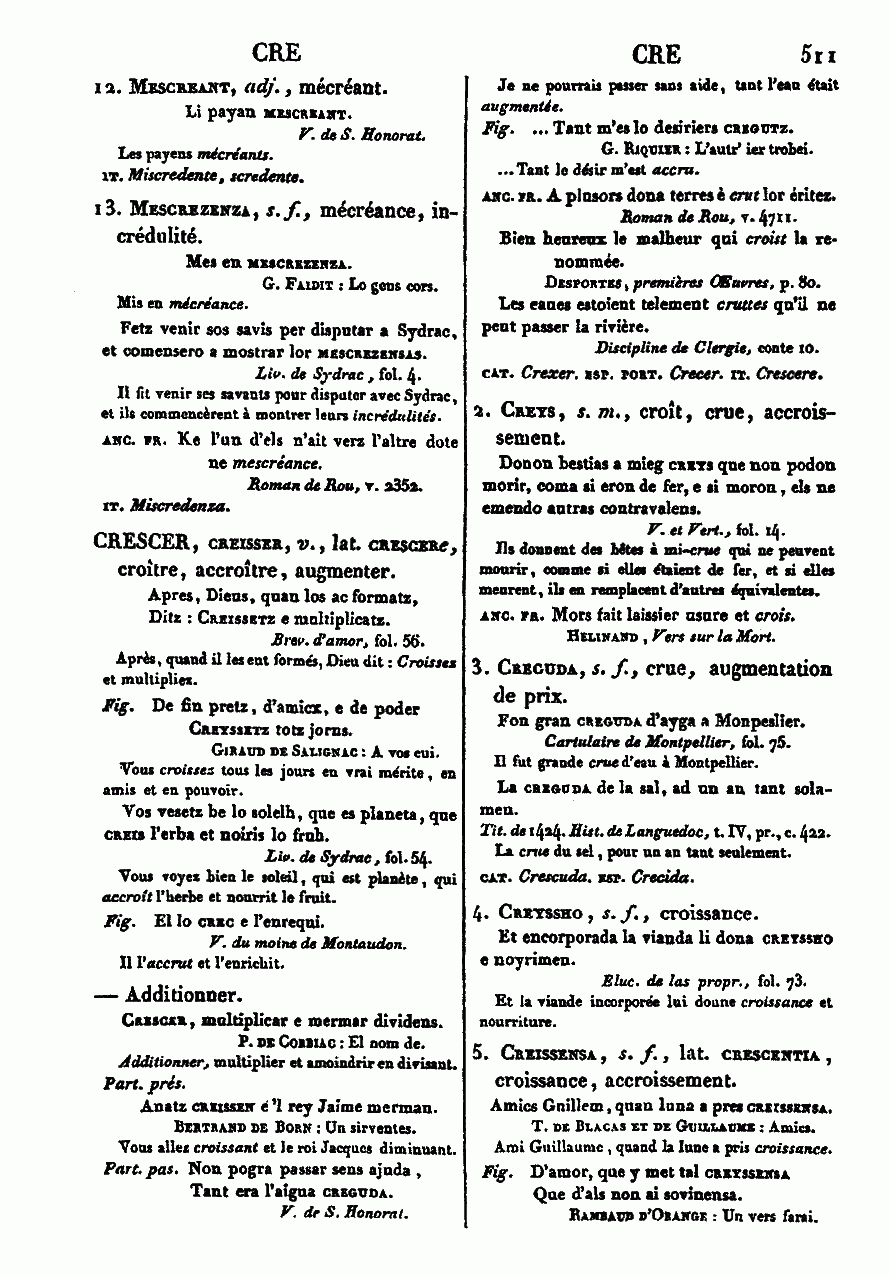 CRE
12. Mescreant, adj., mécréant.
Li payan mescreant.
V. de S. Honorat.
Les payens mécréants.
it. Miscredente, scredente.
13. Mescrezenza, s. f., mécréance, in-
crédulité.
Mes en mescrezenza.
G. Faidit : Lo gens cors.
Mis en mécréance.
Fetz venir sos savis per disputar a Sydrac,
et comensero a mostrar lor mescrezensas.
Liv. de Sydrac, fol. 4.
Il fit venir ses savants pour disputer avec Sydrac,
et ils commencèrent à montrer leurs incrédulités.
anc. fr. Ke l'un d'els n'ait verz l'altre dote
ne mescréance.
Roman de Rou, v. 2352.
it. Miscredenza.
CRESCER, creisser, v., lat. crescere,
croître, accroître, augmenter.
Apres, Dieus, quan los ac formatz,
Ditz : Creissetz e multiplicatz.
Brev. d'amor, fol. 56.
Après, quand il les ent formés, Dieu dit : Croissez
et multipliez.
Fig. De fin pretz, d'amicx, e de poder
Creyssetz totz jorns.
Giraud de Salignac : A vos cui.
Vous croissez tous les jours en vrai mérite, en
amis et en pouvoir.
Vos vesetz be lo solelh, que es planeta, que
creis l'erba et noiris lo fruh.
Liv. de Sydrac, fol. 54.
Vous voyez bien le soleil, qui est planète, qui
accroît l'herbe et nourrit le fruit.
Fig. El lo crec e l'enrequi.
V. du moine de Montaudon.
Il l'accrut et l'enrichit.
— Additionner.
Crescer, multiplicar e mermar dividens.
P. de Corbiac : El nom de.
Additionner, multiplier et amoindrir en divisant.
Part. prés.
Anatz creissen é 'l rey Jaime merman.
Bertrand de Born : Un sirventes.
Vous allez croissant et le roi Jacques diminuant.
Part. pas. Non pogra passar sens ajuda,
Tant era l'aigua creguda.
V. de S. Honorat.
CRE 511
Je ne pourrais passer sans aide, tant l'eau était
augmentée.
Fig. ... Tant m'es lo desiriers cregutz.
G. Riquier : L'autr' ier trobei.
...Tant le désir m'est accru.
anc. fr. A plusors dona terres è crut lor éritez.
Roman de Rou, v. 4711.
Bien heureux le malheur qui croist la re-
nommée.
Desportes, premières Œuvres, p. 80.
Les eaues estoient telement cruttes qu'il ne
peut passer la rivière.
Discipline de Clergie, conte 10.
cat. Crexer. esp. port. Crecer. it. Crescere.
2. Creys, s. m., croît, crue, accrois-
sement.
Donon bestias a mieg creys que non podon
morir, coma si eron de fer, e si moron, els ne
emendo autras contravalens.
V. et Vert., fol. 14.
Ils donnent des bêtes à mi-crue qui ne peuvent
mourir, comme si elles étaient de fer, et si elles
meurent, ils en remplacent d'autres équivalentes.
anc. fr. Mors fait laissier usure et crois.
Helinand, Vers sur la Mort.
3. Creguda, s. f., crue, augmentation
de prix.
Fon gran creguda d'ayga a Monpeslier.
Cartulaire de Montpellier, fol. 75.
Il fut grande crue d'eau à Montpellier.
La creguda de la sal, ad un an tant sola-
men.
Tit. de 1424. Hist. de Languedoc, t. IV, pr., c. 422.
La crue du sel, pour un an tant seulement.
cat. Crescuda. esp. Crecida.
4. Creyssho, s. f., croissance.
Et encorporada la vianda li dona creyssho
e noyrimen.
Eluc. de las propr., fol. 73.
Et la viande incorporée lui donne croissance et
nourriture.
5. Creissensa, s. f., lat. crescentia,
croissance, accroissement.
Amics Guillem, quan luna a pres creissensa.
T. de Blacas et de Guillaume : Amics.
Ami Guillaume, quand la lune a pris croissance.
Fig. D'amor, que y met tal creyssensa
Que d'als non ai sovinensa.
Rambaud d'Orange : Un vers farai.